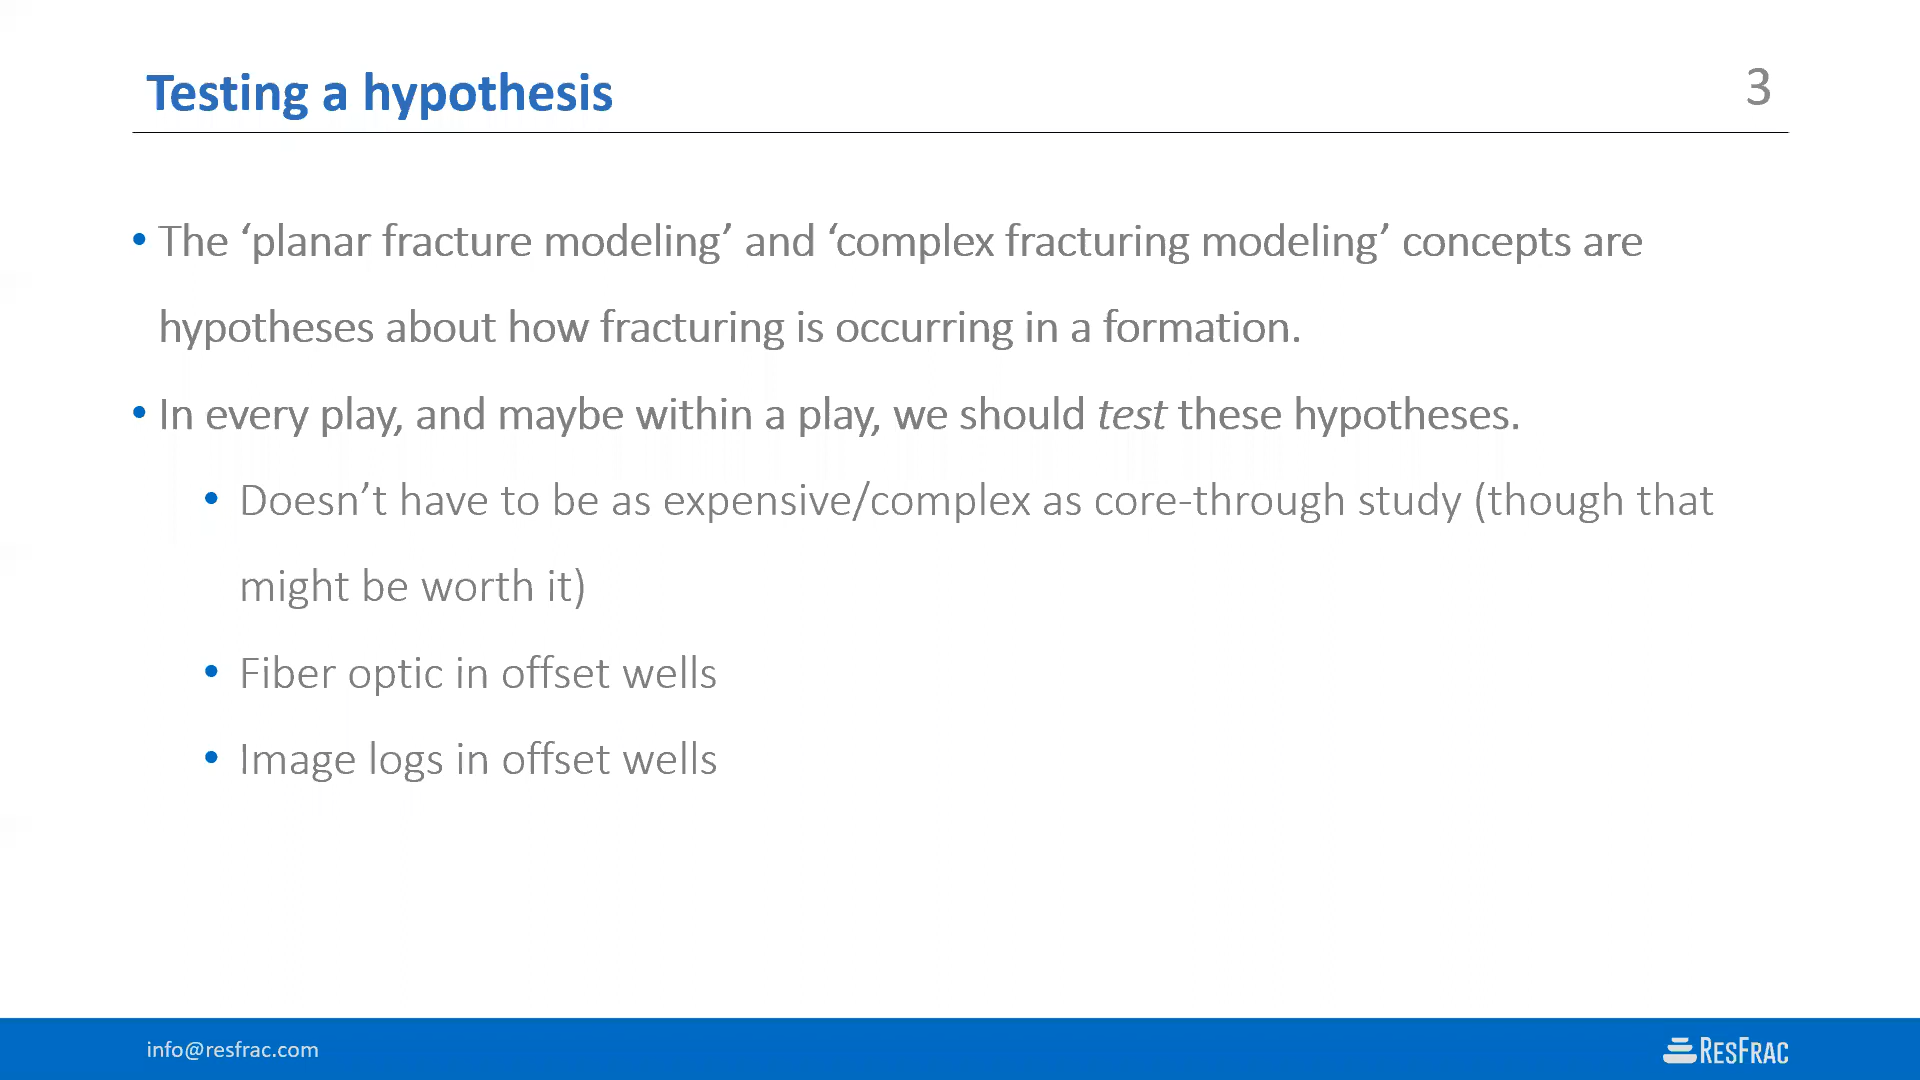 Testing a hypothesis
3
• The ‘planar fracture modeling’ and ‘complex fracturing modeling’ concepts are
hypotheses about how fracturing is occurring in a formation.
• In every play, and maybe within a play, we should test these hypotheses.
• Doesn’t have to be as expensive/complex as core-through study (though that
might be worth it)
• Fiber optic in offset wells
• Image logs in offset wells
info@resfrac.com
RESFRAC